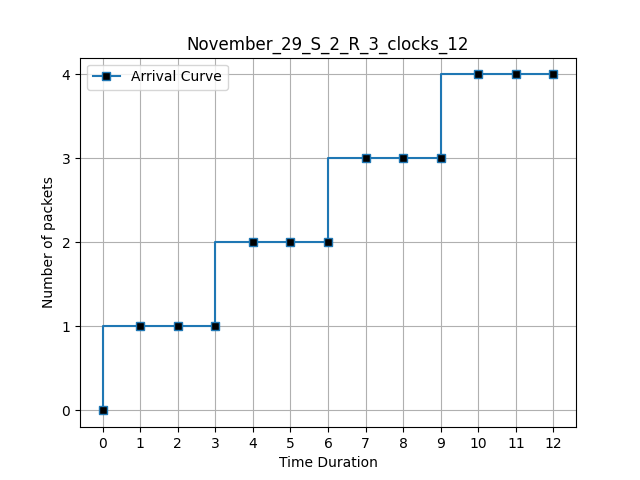 November_29_S_2_R_3_clocks_12
Arrival Curve
4
3
2
1
0
Number of packets
0 1 2 3 4 5 6 7 8 9 10 11 12
Time Duration